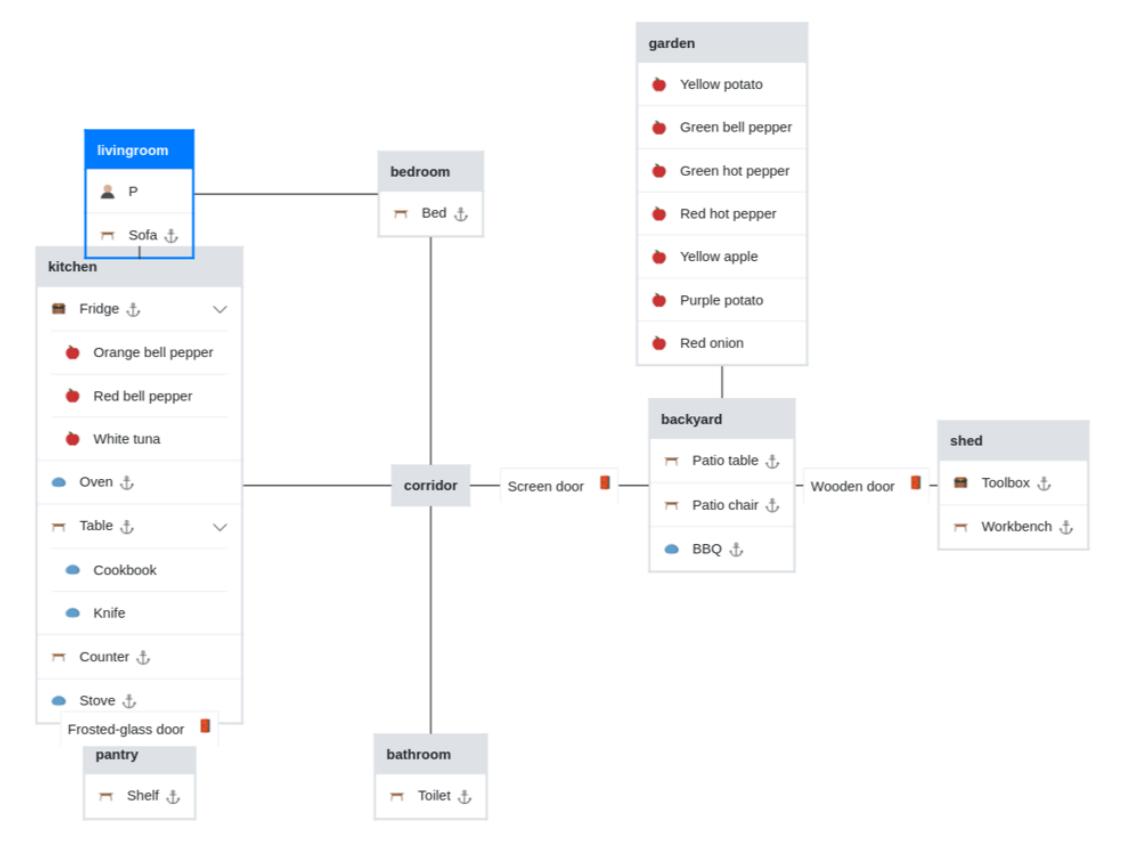 garden
Yellow potato
Green bell pepper
Green hot pepper
Red hot pepper
Yellow apple
Purple potato
Red onion
livingroom
P
Sofa
bedroom
Bed
kitchen
Fridge
Orange bell pepper
Red bell pepper
White tuna
Oven
Table
Cookbook
Knife
Counter
Stove
Frosted-glass door
pantry
Shelf
corridor
Screen door
backyard
Patio table
Patio chair
BBQ
Wooden door
shed
Toolbox
Workbench
bathroom
Toilet